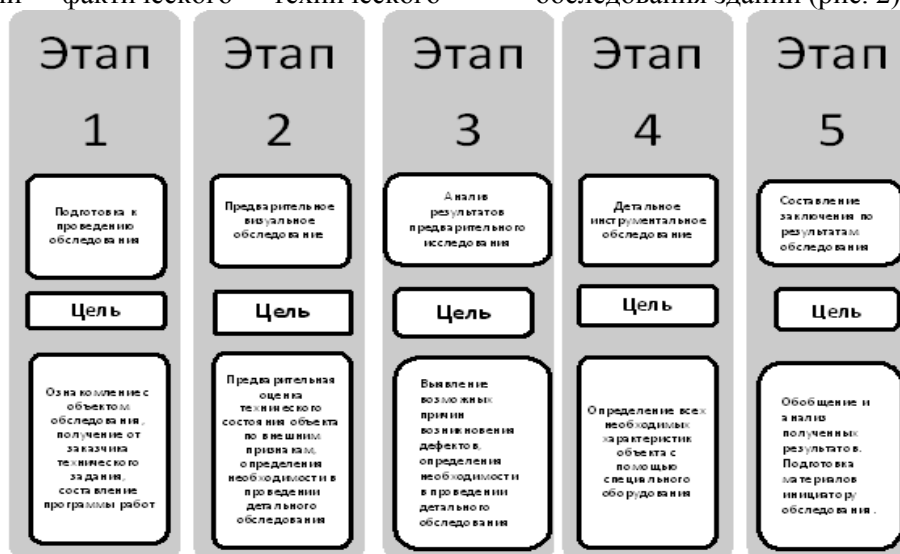 фактического технического обследования зданий (рис. 2)
Этап
1
Подготовка к
проведению
обследования
Цель
Ознакомление с
объектом
обследования,
получение от
заказчика
технического
задания,
составление
программы работ
Этап
2
Предварительное
визуальное
обследование
Цель
Предварительная
оценка
технического
состояния объекта
по внешним
признакам,
определения
необходимости в
проведении
детального
обследования
Этап
3
Анализ
результатов
предварительного
исследования
Цель
Выявление
возможных
причин
возникновения
дефектов,
определения
необходимости
в проведении
детального
обследования
Этап
4
Детальное
инструментальное
обследование
Цель
Определение всех
необходимых
характеристик
объекта с
помощью
специального
оборудования
Этап
5
Составление
заключения по
результатам
обследования
Цель
Обобщение и
анализ
полученных
результатов.
Подготовка
материалов
инициатору
обследования.